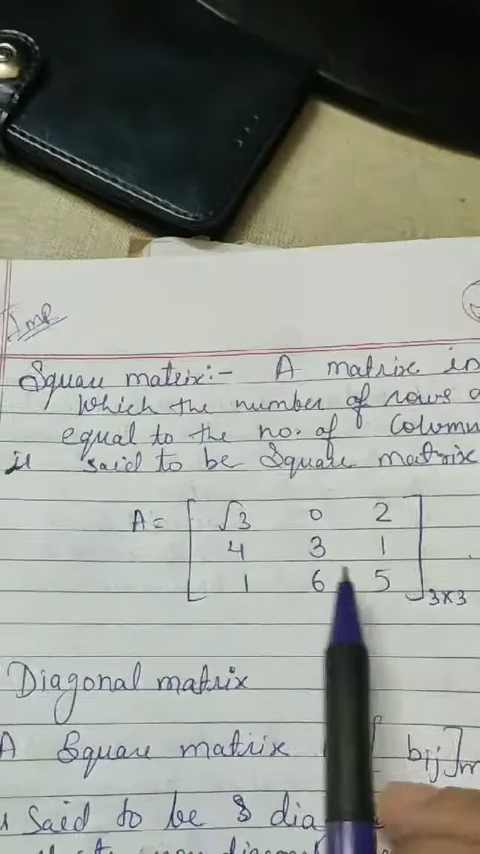 Imp
Square matrix:- A matrix in
which the number of rows
equal to the no. of Column
is said to be Square matrix
A = [ √3 0 2
4 3 1
1 6 5 ] 3×3
Diagonal matrix
A Square matrix [ bij ]m
said to be dia